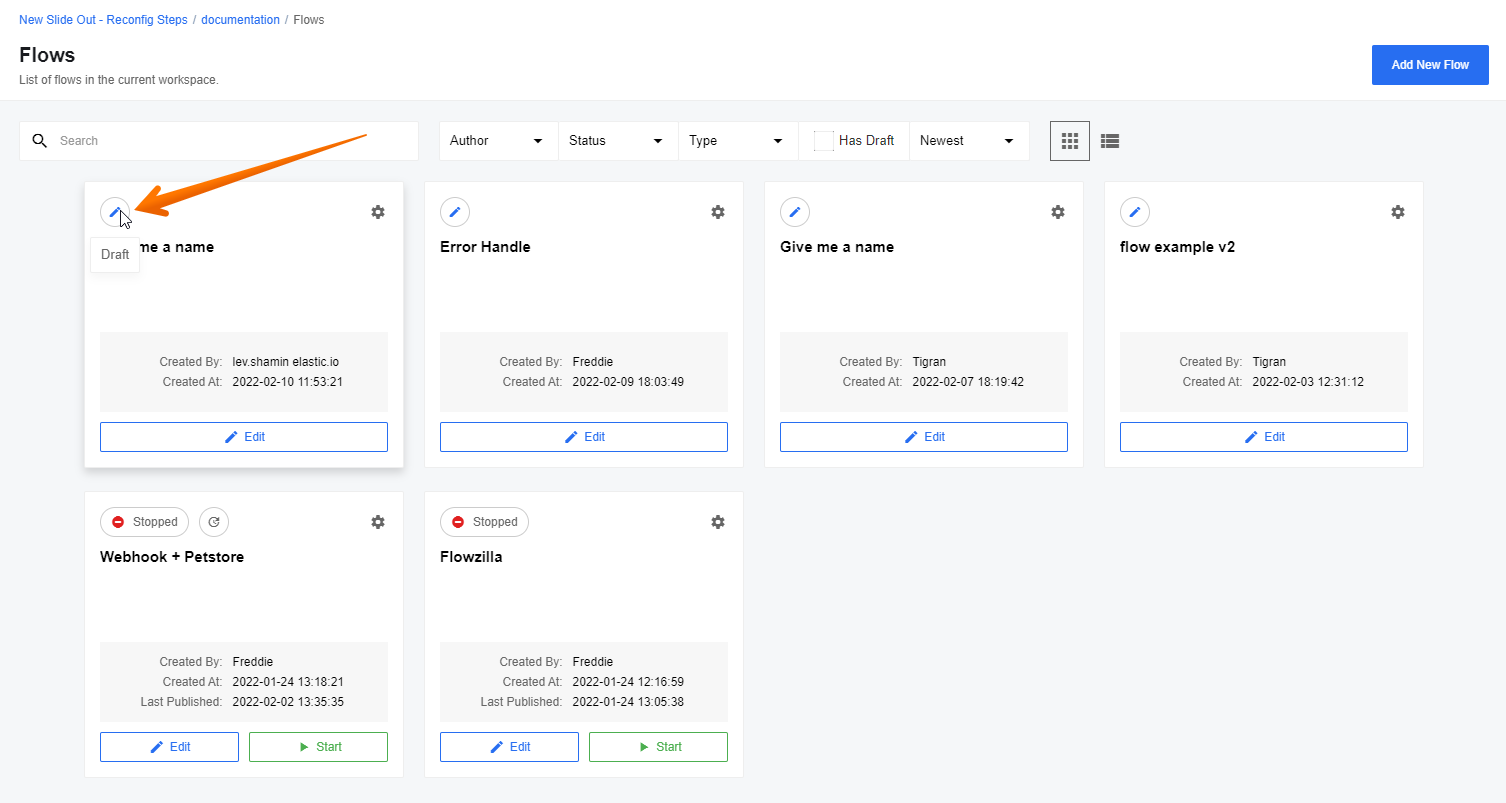 New Slide Out - Reconfig Steps / documentation / Flows
Flows
List of flows in the current workspace.
Add New Flow
Search
Author
Status
Type
Has Draft
Newest
Draft
me a name
Created By: lev.shamin elastic.io
Created At: 2022-02-10 11:53:21
Edit
Error Handle
Created By: Freddie
Created At: 2022-02-09 18:03:49
Edit
Give me a name
Created By: Tigran
Created At: 2022-02-07 18:19:42
Edit
flow example v2
Created By: Tigran
Created At: 2022-02-03 12:31:12
Edit
Stopped
Webhook + Petstore
Created By: Freddie
Created At: 2022-01-24 13:18:21
Last Published: 2022-02-02 13:35:35
Edit
Start
Stopped
Flowzilla
Created By: Freddie
Created At: 2022-01-24 12:16:59
Last Published: 2022-01-24 13:05:38
Edit
Start